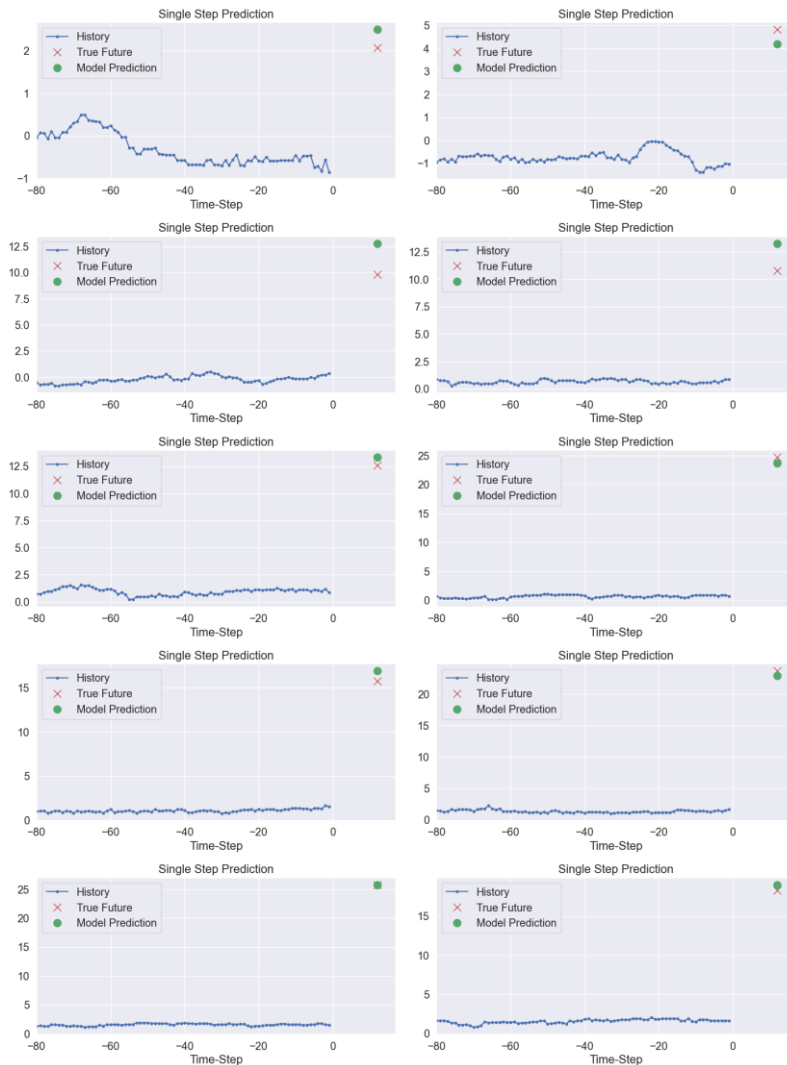 Single Step Prediction
History
True Future
Model Prediction
2
1
0
−1
−80 −60 −40 −20 0
Time-Step
Single Step Prediction
History
True Future
Model Prediction
5
4
3
2
1
0
−1
−80 −60 −40 −20 0
Time-Step
Single Step Prediction
History
True Future
Model Prediction
12.5
10.0
7.5
5.0
2.5
0.0
−80 −60 −40 −20 0
Time-Step
Single Step Prediction
History
True Future
Model Prediction
12.5
10.0
7.5
5.0
2.5
0.0
−80 −60 −40 −20 0
Time-Step
Single Step Prediction
History
True Future
Model Prediction
12.5
10.0
7.5
5.0
2.5
0.0
−80 −60 −40 −20 0
Time-Step
Single Step Prediction
History
True Future
Model Prediction
25
20
15
10
5
0
−80 −60 −40 −20 0
Time-Step
Single Step Prediction
History
True Future
Model Prediction
15
10
5
0
−80 −60 −40 −20 0
Time-Step
Single Step Prediction
History
True Future
Model Prediction
20
15
10
5
0
−80 −60 −40 −20 0
Time-Step
Single Step Prediction
History
True Future
Model Prediction
25
20
15
10
5
0
−80 −60 −40 −20 0
Time-Step
Single Step Prediction
History
True Future
Model Prediction
15
10
5
0
−80 −60 −40 −20 0
Time-Step